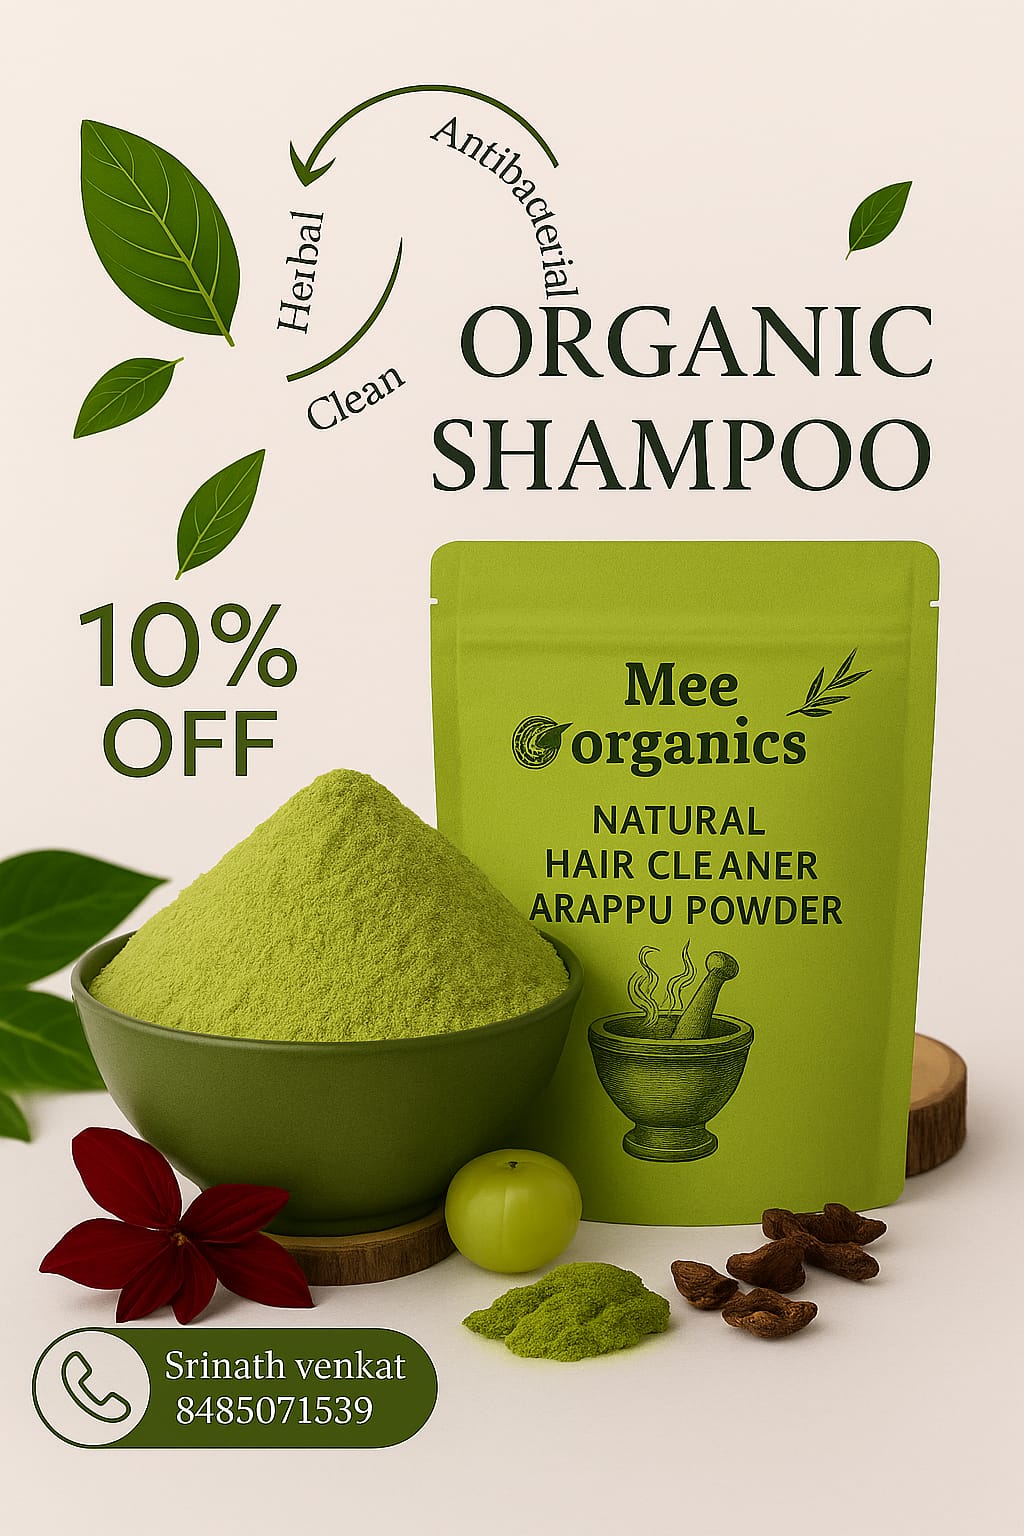 Antibacterial
Herbal
Clean
ORGANIC
SHAMPOO
10%
OFF
Mee
organics
NATURAL
HAIR CLEANER
ARAPPU POWDER
Srinath venkat
8485071539